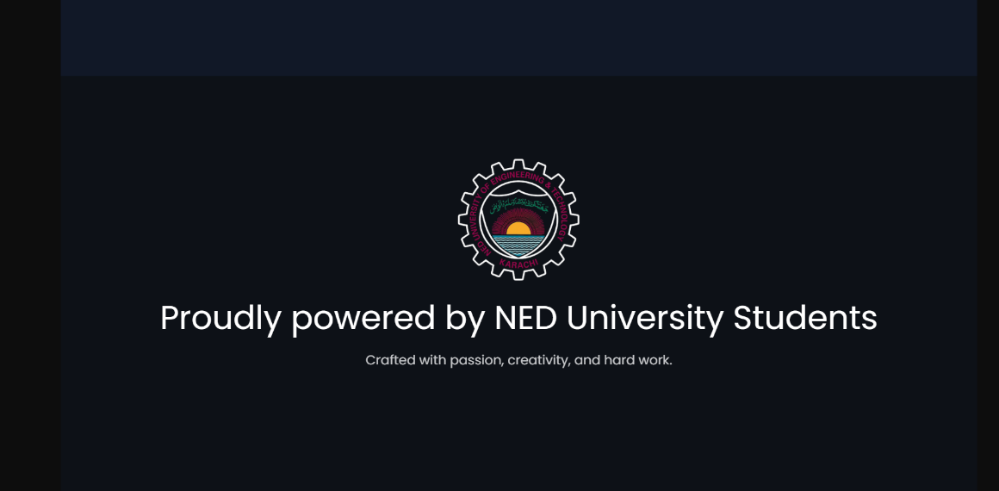 NED UNIVERSITY OF ENGINEERING & TECHNOLOGY
KARACHI
Proudly powered by NED University Students
Crafted with passion, creativity, and hard work.